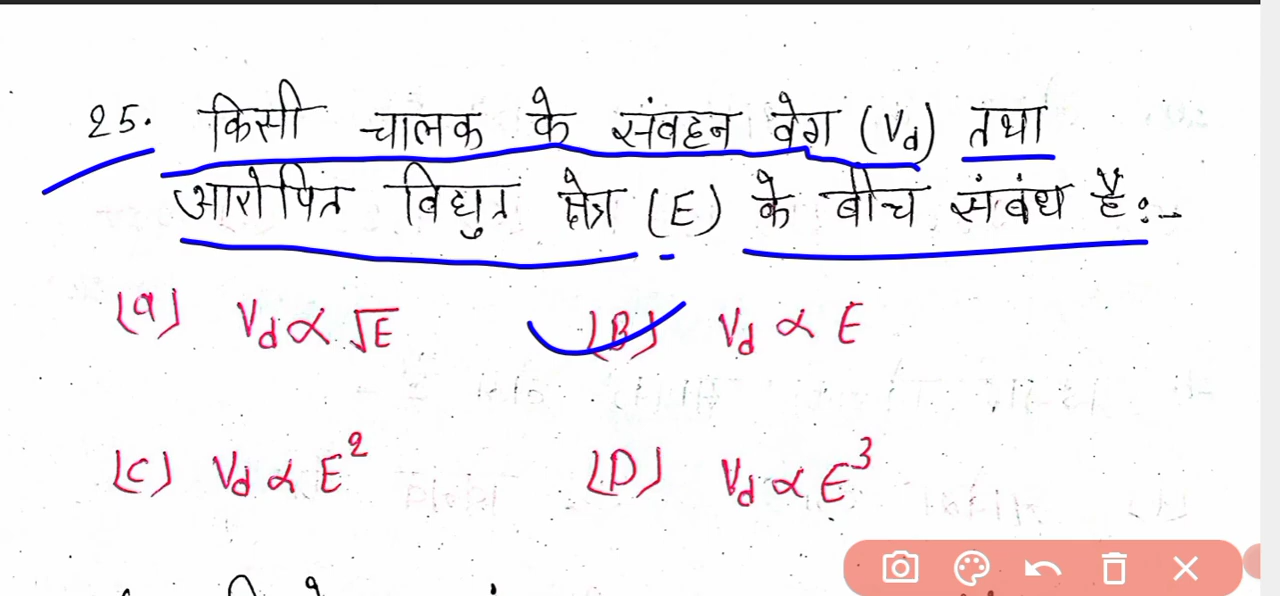 25. किसी चालक के संवहन वेग (Vd) तथा
आरोपित विद्युत क्षेत्र (E) के बीच संबंध है:-
(a) Vd ∝ √E (B) Vd ∝ E
(C) Vd ∝ E² (D) Vd ∝ E³